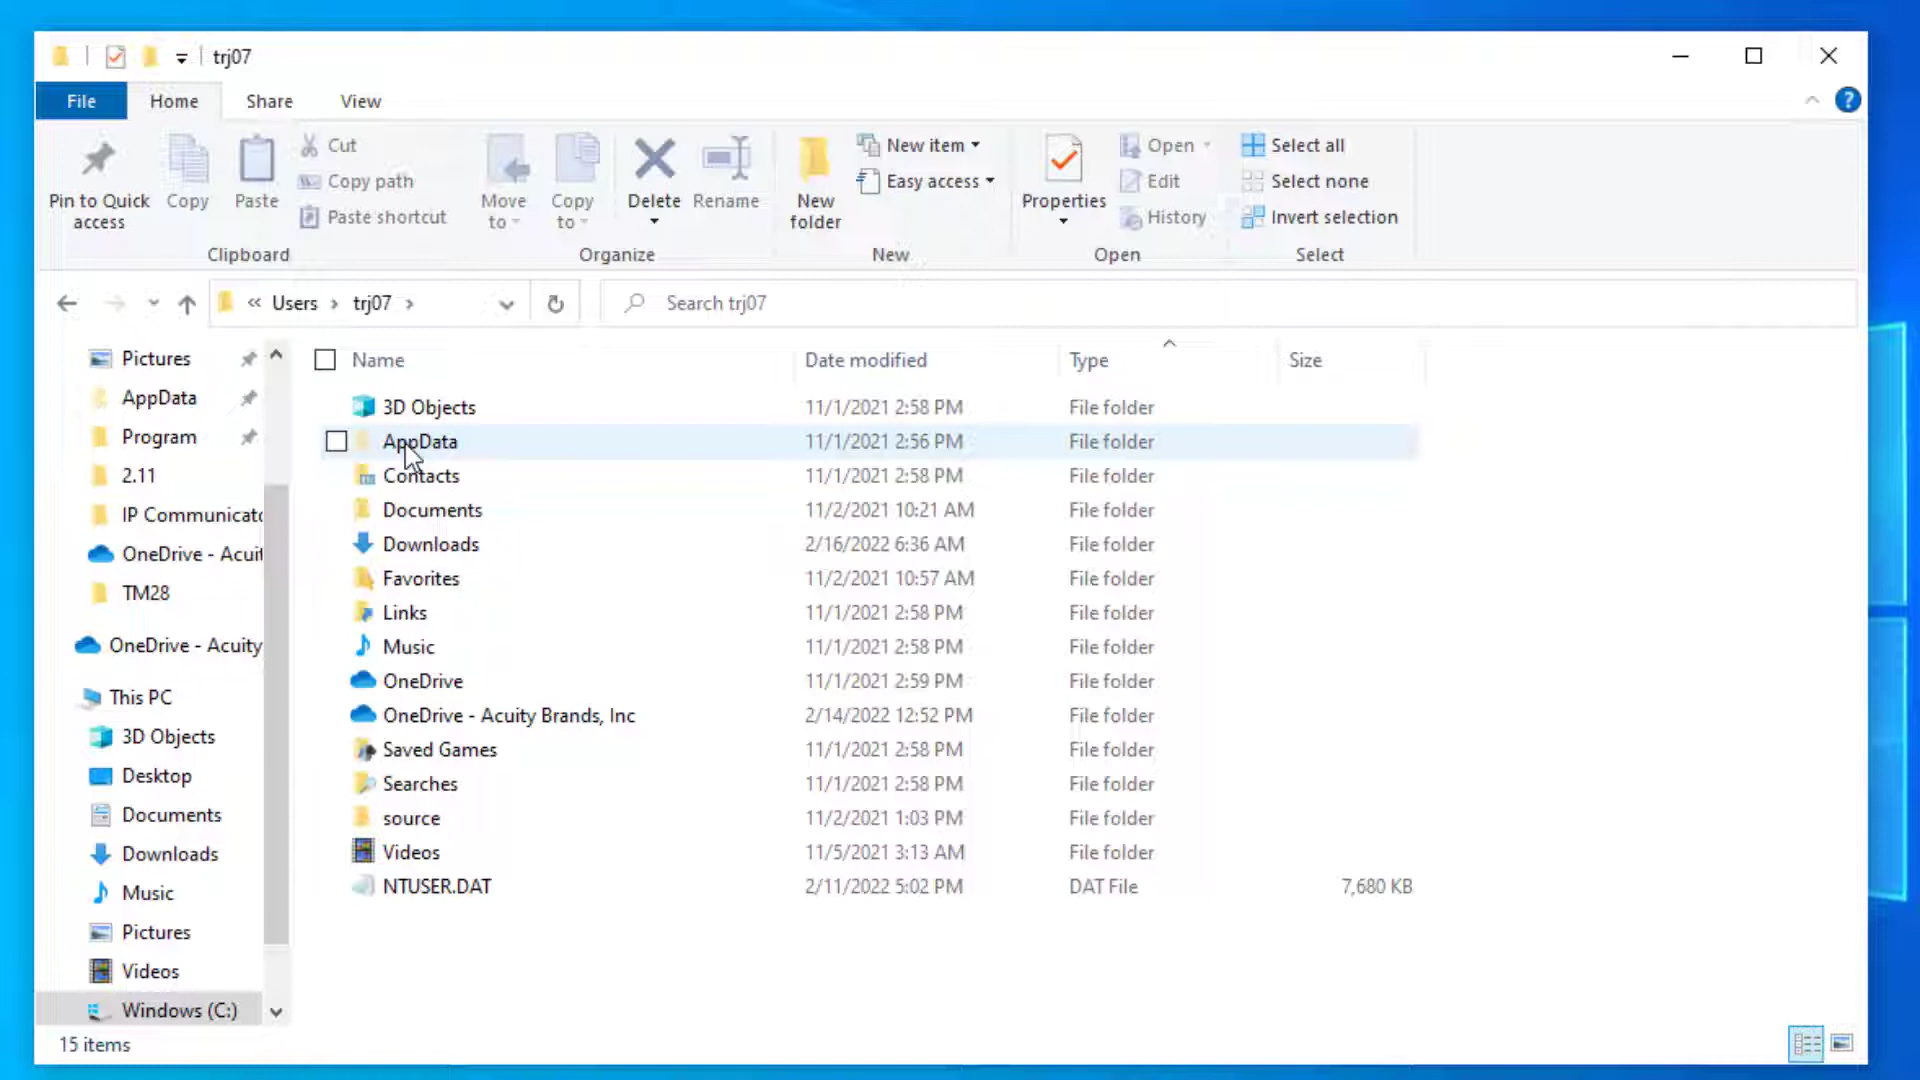 trj07
File Home Share View
?
Pin to Quick access
Copy
Paste
Cut
Copy path
Paste shortcut
Clipboard
Move to
Copy to
Delete
Rename
Organize
New folder
New item
Easy access
New
Properties
Open
Edit
History
Open
Select all
Select none
Invert selection
Select
« Users › trj07 ›
Search trj07
Pictures
AppData
Program
2.11
IP Communicato
OneDrive - Acuit
TM28
OneDrive - Acuity
This PC
3D Objects
Desktop
Documents
Downloads
Music
Pictures
Videos
Windows (C:)
Name Date modified Type Size
3D Objects 11/1/2021 2:58 PM File folder
AppData 11/1/2021 2:56 PM File folder
Contacts 11/1/2021 2:58 PM File folder
Documents 11/2/2021 10:21 AM File folder
Downloads 2/16/2022 6:36 AM File folder
Favorites 11/2/2021 10:57 AM File folder
Links 11/1/2021 2:58 PM File folder
Music 11/1/2021 2:58 PM File folder
OneDrive 11/1/2021 2:59 PM File folder
OneDrive - Acuity Brands, Inc 2/14/2022 12:52 PM File folder
Saved Games 11/1/2021 2:58 PM File folder
Searches 11/1/2021 2:58 PM File folder
source 11/2/2021 1:03 PM File folder
Videos 11/5/2021 3:13 AM File folder
NTUSER.DAT 2/11/2022 5:02 PM DAT File 7,680 KB
15 items